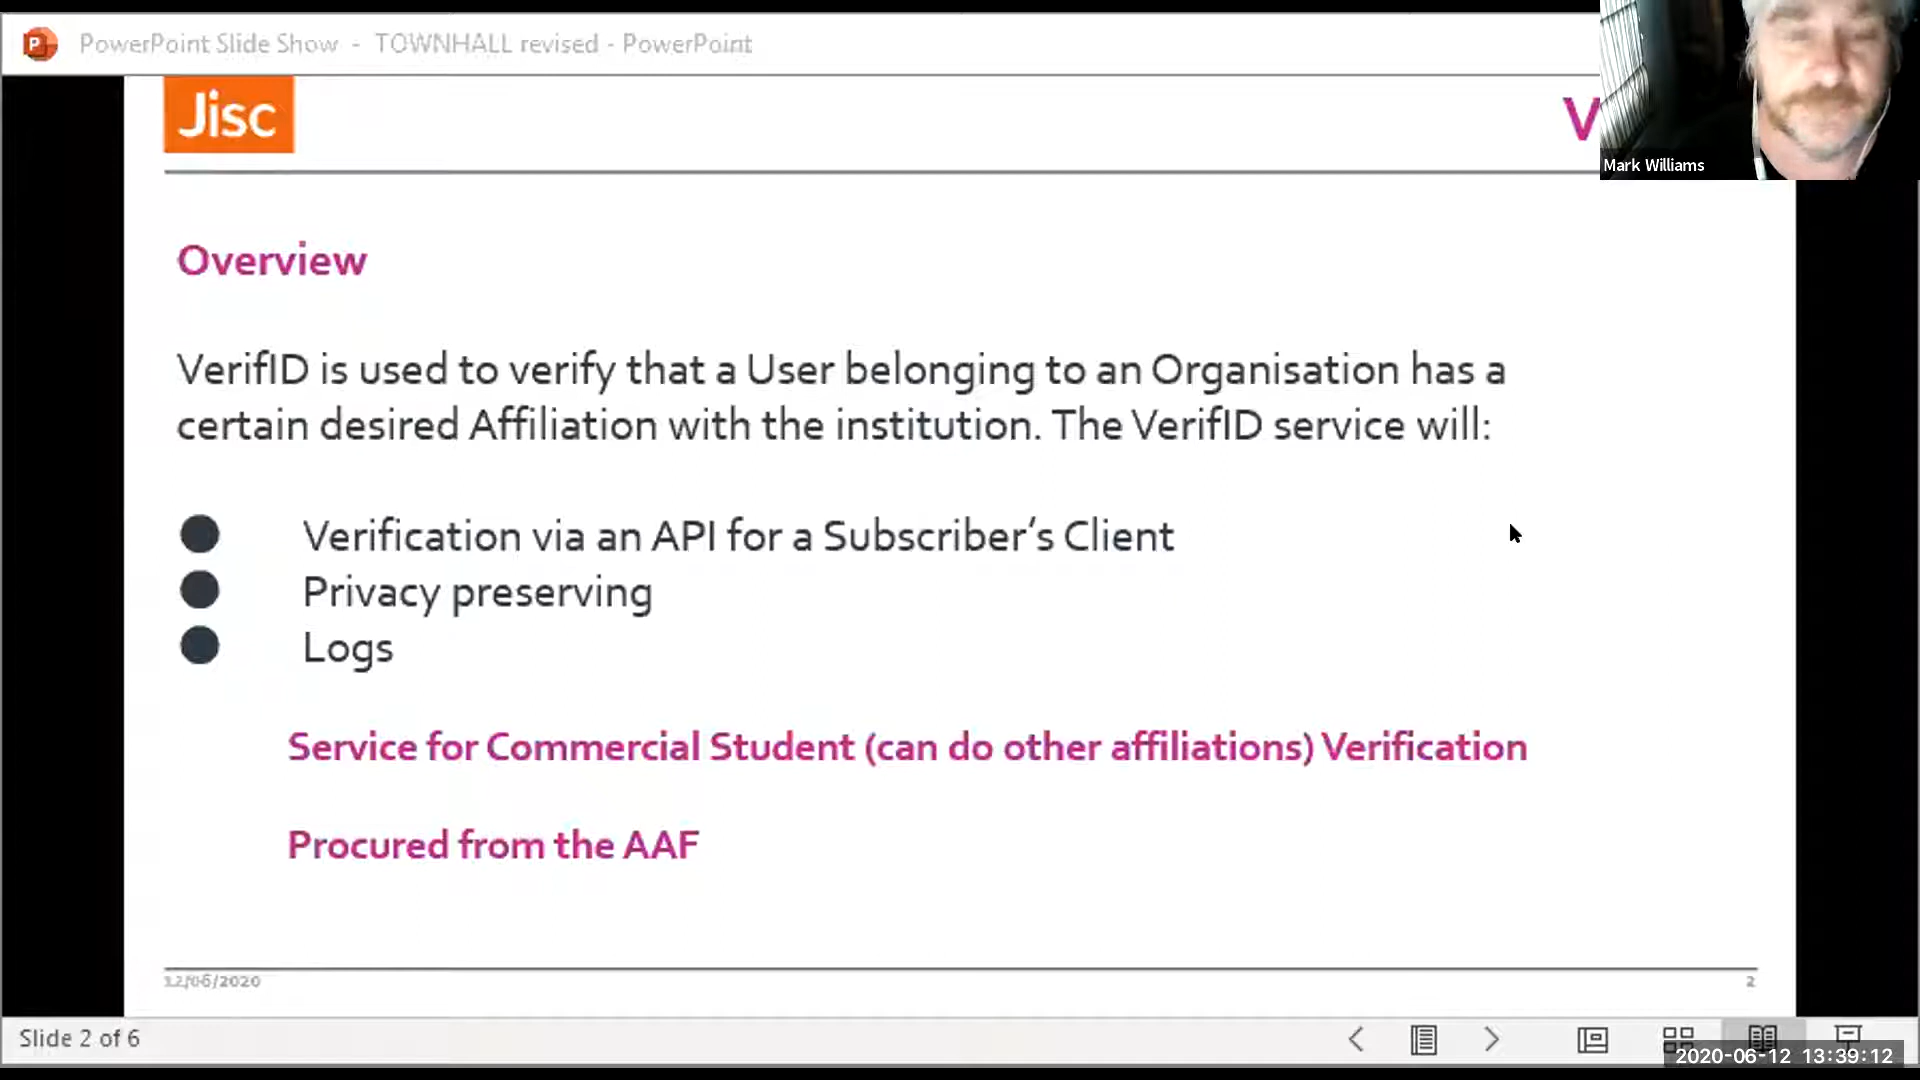 PowerPoint Slide Show - TOWNHALL revised - PowerPoint
Jisc
V
Mark Williams
Overview
VerifID is used to verify that a User belonging to an Organisation has a
certain desired Affiliation with the institution. The VerifID service will:
Verification via an API for a Subscriber's Client
Privacy preserving
Logs
Service for Commercial Student (can do other affiliations) Verification
Procured from the AAF
12/06/2020
2
Slide 2 of 6
2020-06-12 13:39:12